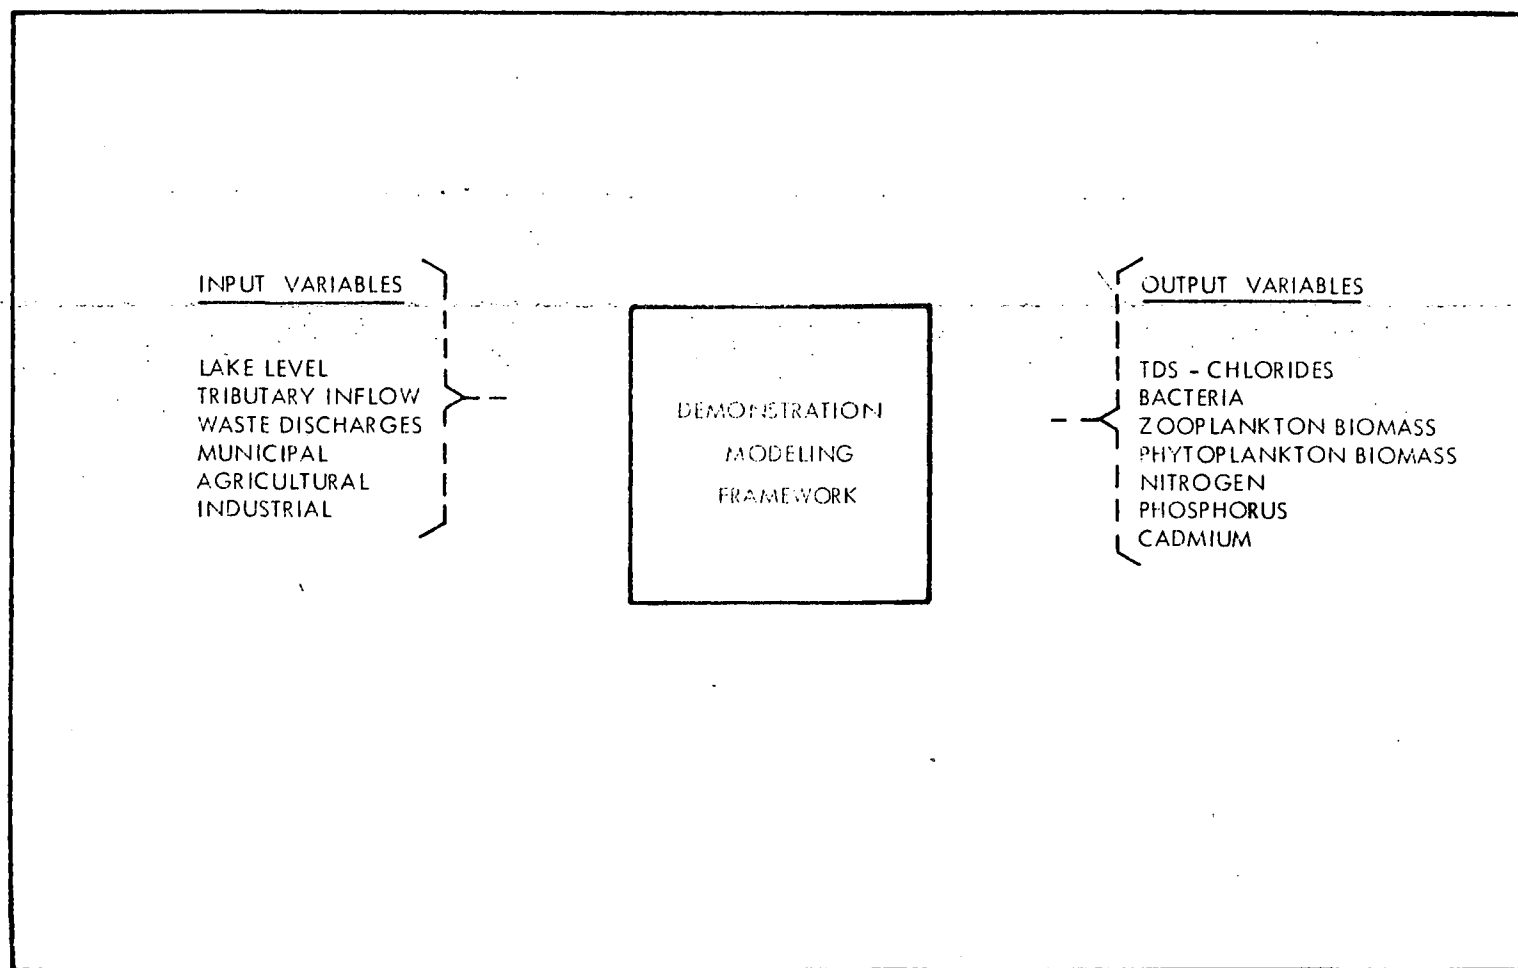 INPUT VARIABLES
LAKE LEVEL
TRIBUTARY INFLOW
WASTE DISCHARGES
MUNICIPAL
AGRICULTURAL
INDUSTRIAL
DEMONSTRATION
MODELING
FRAMEWORK
OUTPUT VARIABLES
TDS - CHLORIDES
BACTERIA
ZOOPLANKTON BIOMASS
PHYTOPLANKTON BIOMASS
NITROGEN
PHOSPHORUS
CADMIUM